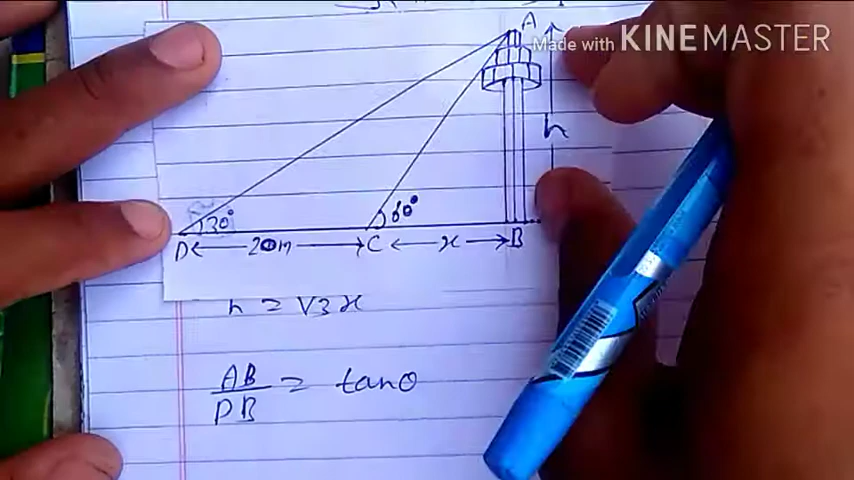 A
Made with KINEMASTER
h
30° 60°
D 20m C x B
h = √3 x
AB
DB
= tanθ